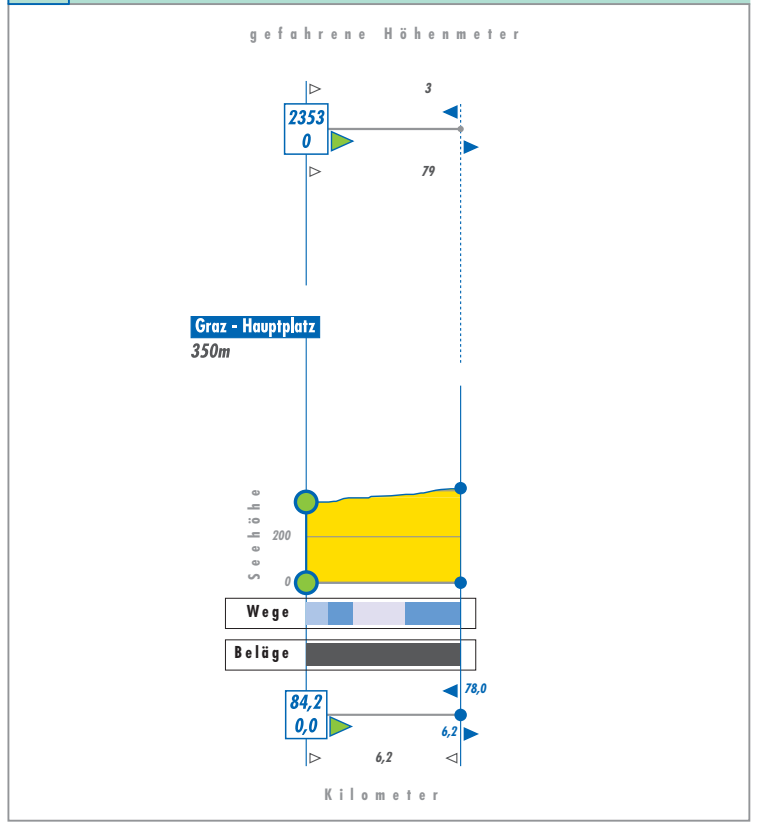 gefahrene Höhenmeter
3
2353
0
79
Graz - Hauptplatz
350m
Seehöhe
200
0
Wege
Beläge
78,0
84,2
0,0
6,2
6,2
Kilometer